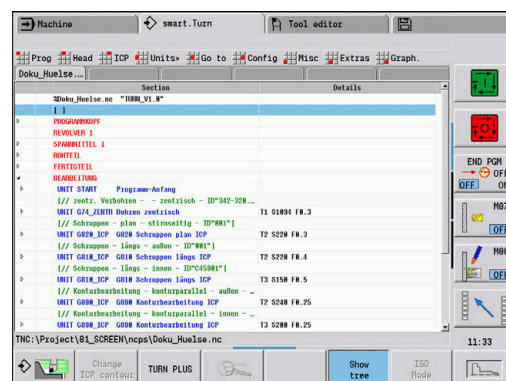 Machine
smart.Turn
Tool editor
Prog Head ICP Units» Go to Config Misc Extras Graph.
Doku_Huelse...
Section Details
%Doku_Huelse.nc "TURN_V1.0"
[ ]
PROGRAMMKOPF
REVOLVER 1
SPANNMITTEL 1
ROHTEIL
FERTIGTEIL
BEARBEITUNG
UNIT START Programm-Anfang
[// zentr. Vorbohren - - zentrisch - ID"342-320...
UNIT G74_ZENTR Bohren zentrisch T1 S1094 F0.3
[// Schruppen - plan - stirnseitig - ID"001"]
UNIT G820_ICP G820 Schruppen plan ICP T2 S220 F0.3
[// Schruppen - längs - außen - ID"001"]
UNIT G810_ICP G810 Schruppen längs ICP T2 S220 F0.4
[// Schruppen - längs - innen - ID"C45901"]
UNIT G810_ICP G810 Schruppen längs ICP T3 S150 F0.5
[// Konturbearbeitung - konturparallel - außen - ...
UNIT G890_ICP G890 Konturbearbeitung ICP T2 S240 F0.25
[// Konturbearbeitung - konturparallel - innen - ...
UNIT G890_ICP G890 Konturbearbeitung ICP T3 S200 F0.25
TNC:\Project\01_SCREEN\ncps\Doku_Huelse.nc
Change
ICP contour
TURN PLUS
Show
tree
ISO
Mode
END PGM
OFF
OFF ON
OFF
OFF
11:33